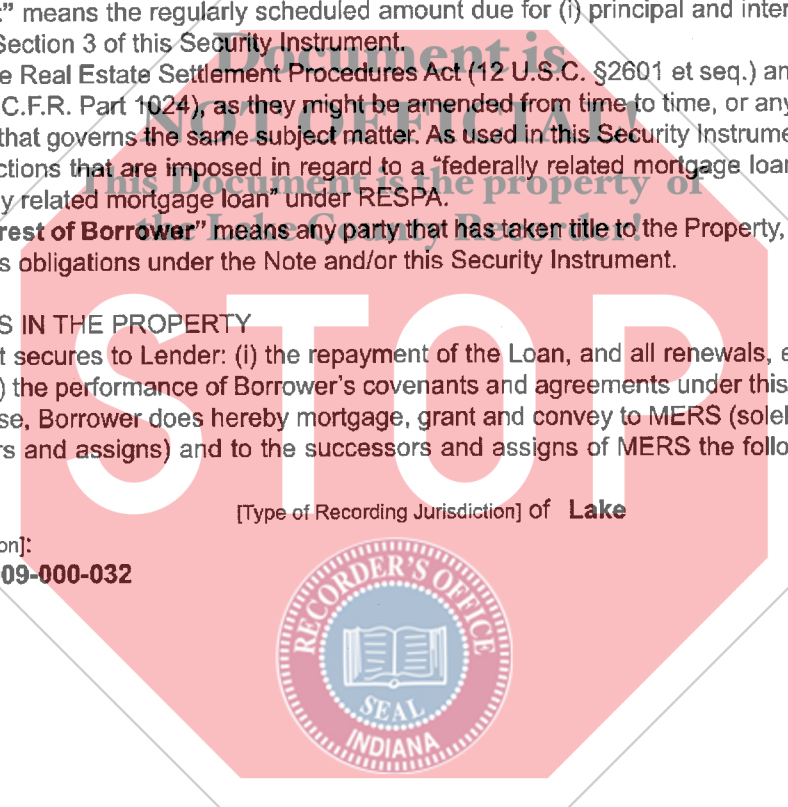 :” means the regularly scheduled amount due for (i) principal and inter
Section 3 of this Security Instrument.
Document is
e Real Estate Settlement Procedures Act (12 U.S.C. §2601 et seq.) an
C.F.R. Part 1024), as they might be amended from time to time, or any
NOT OFFICIAL!
that governs the same subject matter. As used in this Security Instrume
ctions that are imposed in regard to a “federally related mortgage loan
This Document is the property of
y related mortgage loan” under RESPA.
rest of Borrower” means any party that has taken title to the Property,
the Lake County Recorder!
s obligations under the Note and/or this Security Instrument.
S IN THE PROPERTY
t secures to Lender: (i) the repayment of the Loan, and all renewals, e
) the performance of Borrower’s covenants and agreements under this
se, Borrower does hereby mortgage, grant and convey to MERS (solel
rs and assigns) and to the successors and assigns of MERS the follo
STOP
[Type of Recording Jurisdiction] of Lake
on]:
09-000-032
RECORDER'S OFFICE
SEAL
INDIANA